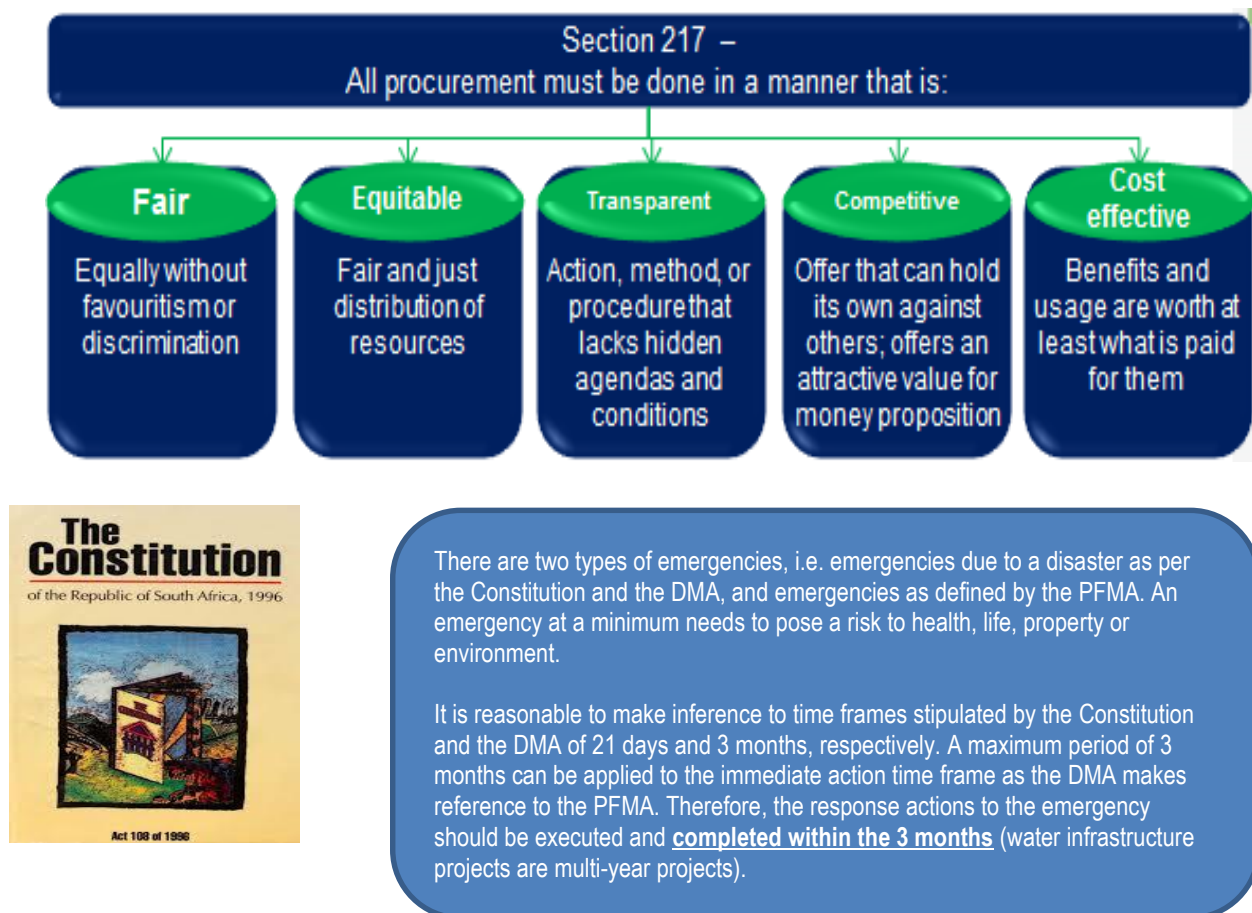 Section 217 –
All procurement must be done in a manner that is:
Fair
Equally without
favouritism or
discrimination
Equitable
Fair and just
distribution of
resources
Transparent
Action, method, or
procedure that
lacks hidden
agendas and
conditions
Competitive
Offer that can hold
its own against
others; offers an
attractive value for
money proposition
Cost
effective
Benefits and
usage are worth at
least what is paid
for them
The
Constitution
of the Republic of South Africa, 1996
Act 108 of 1996
There are two types of emergencies, i.e. emergencies due to a disaster as per
the Constitution and the DMA, and emergencies as defined by the PFMA. An
emergency at a minimum needs to pose a risk to health, life, property or
environment.
It is reasonable to make inference to time frames stipulated by the Constitution
and the DMA of 21 days and 3 months, respectively. A maximum period of 3
months can be applied to the immediate action time frame as the DMA makes
reference to the PFMA. Therefore, the response actions to the emergency
should be executed and completed within the 3 months (water infrastructure
projects are multi-year projects).